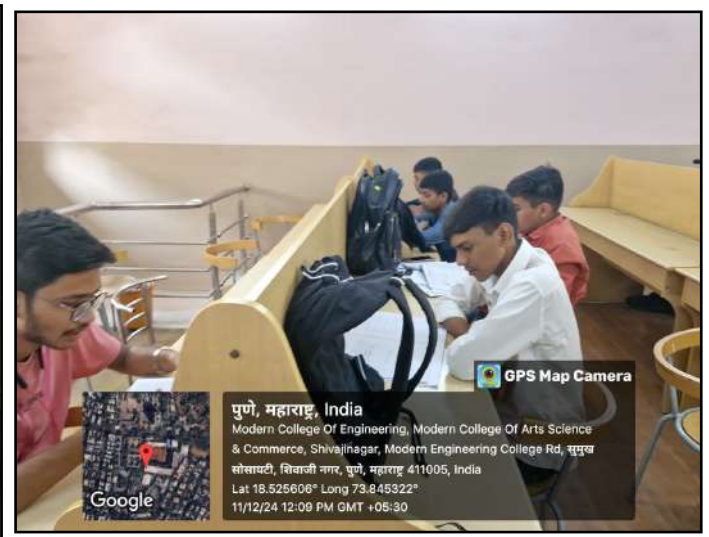 GPS Map Camera
पुणे, महाराष्ट्र, India
Modern College Of Engineering, Modern College Of Arts Science
& Commerce, Shivajinagar, Modern Engineering College Rd, सुमुख
सोसायटी, शिवाजी नगर, पुणे, महाराष्ट्र 411005, India
Lat 18.525606° Long 73.845322°
11/12/24 12:09 PM GMT +05:30
Google